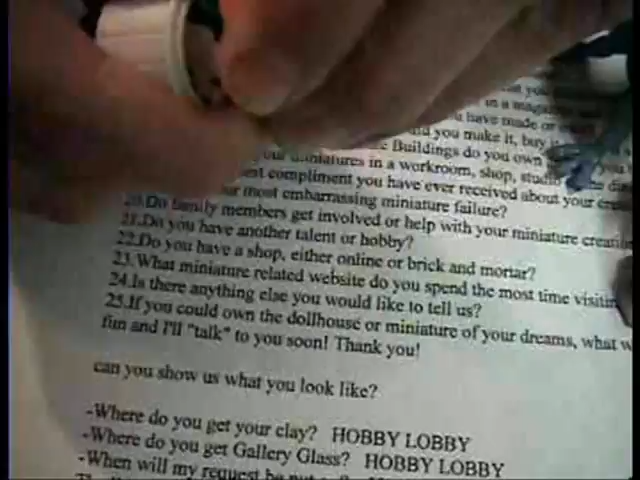 in a maga
have made or
you make it, buy
Buildings do you own
miniatures in a workroom, shop, studio
compliment you have ever received about your
most embarrassing miniature failure?
20.Do family members get involved or help with your miniature
21.Do you have another talent or hobby?
22.Do you have a shop, either online or brick and mortar?
23.What miniature related website do you spend the most time visitin
24.Is there anything else you would like to tell us?
25.If you could own the dollhouse or miniature of your dreams, what w
fun and I'll "talk" to you soon! Thank you!
can you show us what you look like?
-Where do you get your clay? HOBBY LOBBY
-Where do you get Gallery Glass? HOBBY LOBBY
-When will my request be